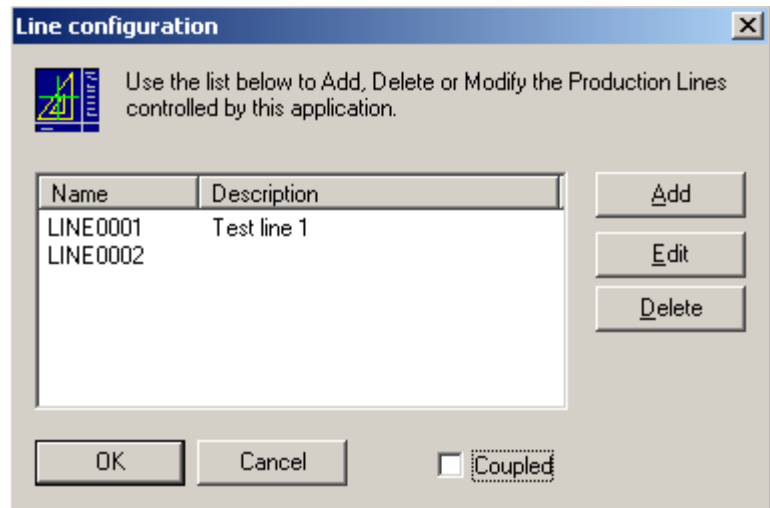 Line configuration
Use the list below to Add, Delete or Modify the Production Lines
controlled by this application.
Name Description
LINE0001 Test line 1
LINE0002
Add
Edit
Delete
OK Cancel Coupled